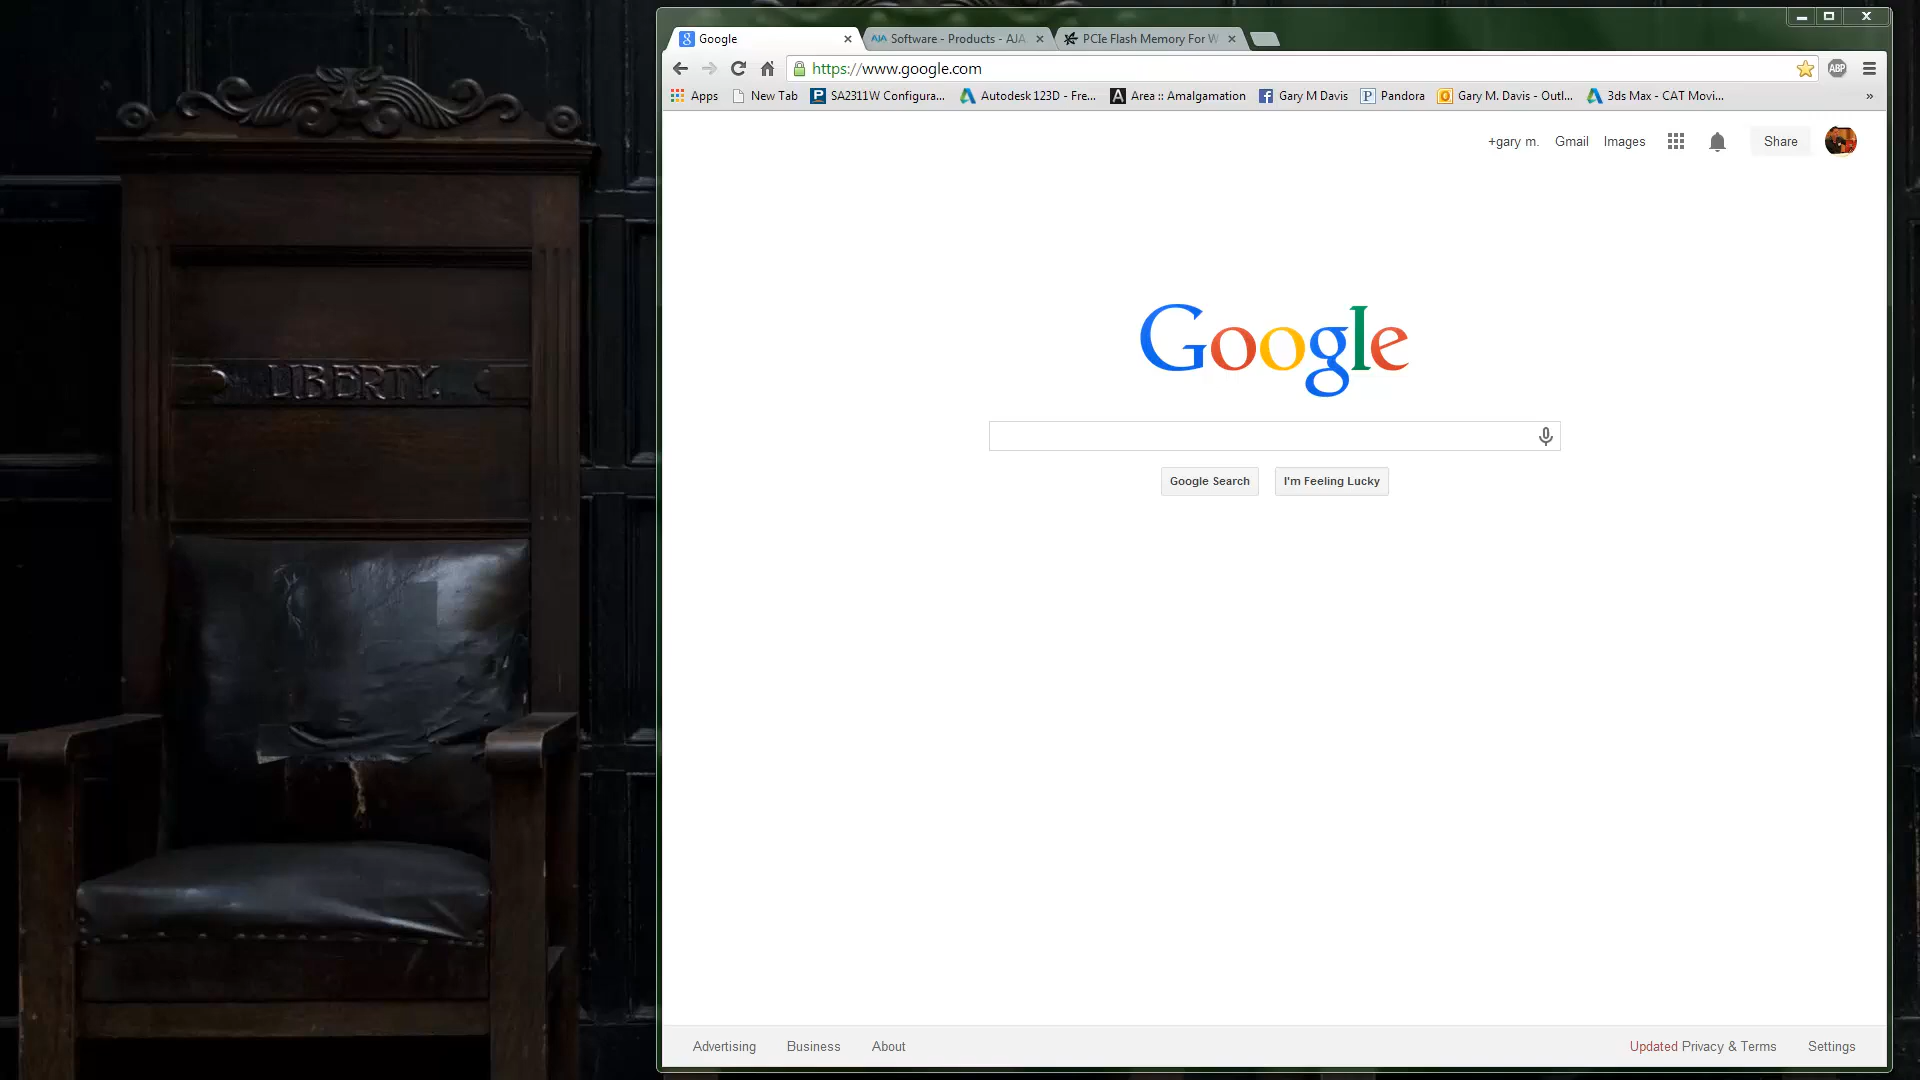 Google
AJA Software - Products - AJA
PCIe Flash Memory For W
https://www.google.com
ABP
Apps
New Tab
SA2311W Configura...
Autodesk 123D - Fre...
Area :: Amalgamation
Gary M Davis
Pandora
Gary M. Davis - Outl...
3ds Max - CAT Movi...
»
+gary m.
Gmail
Images
Share
LIBERTY.
Google
Google Search
I'm Feeling Lucky
Advertising
Business
About
Updated Privacy & Terms
Settings